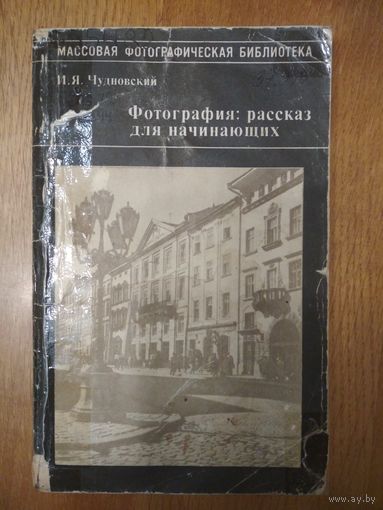 МАССОВАЯ ФОТОГРАФИЧЕСКАЯ БИБЛИОТЕКА
И. Я. Чудновский
Фотография: рассказ
для начинающих
www.ay.by